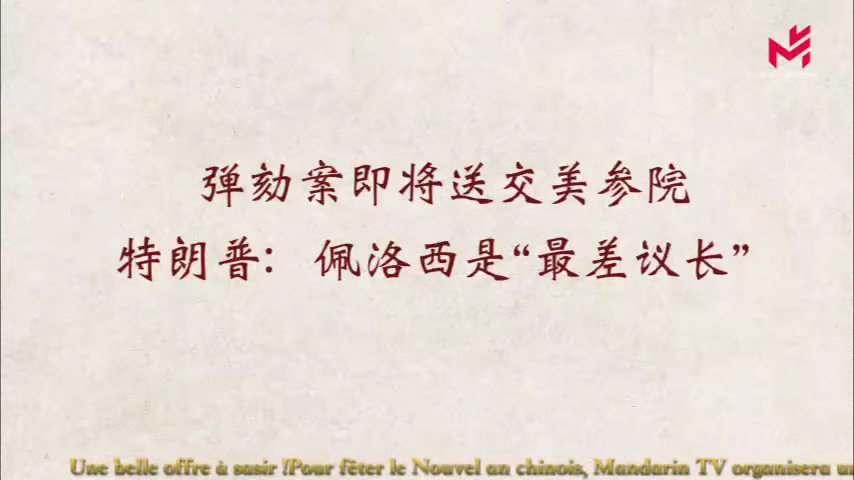 弹劾案即将送交美参院
特朗普：佩洛西是“最差议长”
Une belle offre à sasir !Pour fêter le Nouvel an chinois, Mandarin TV organisera un